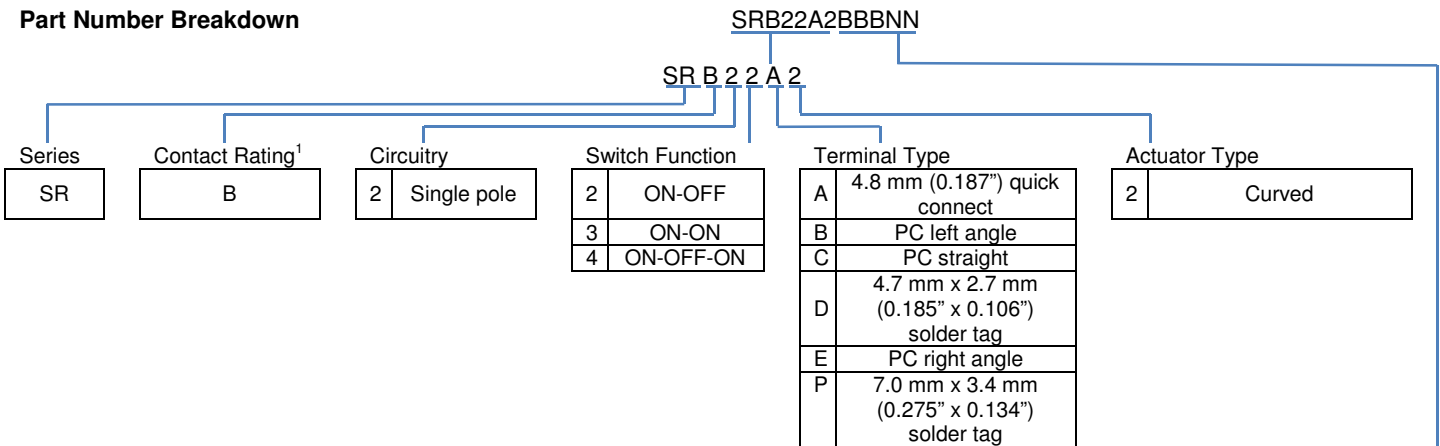 Part Number Breakdown
SRB22A2BBBNN
SR B 2 2 A 2
Series
SR
Contact Rating1
B
Circuitry
2 Single pole
Switch Function
2 ON-OFF
3 ON-ON
4 ON-OFF-ON
Terminal Type
A 4.8 mm (0.187”) quick
connect
B PC left angle
C PC straight
D 4.7 mm x 2.7 mm
(0.185” x 0.106”)
solder tag
E PC right angle
P 7.0 mm x 3.4 mm
(0.275” x 0.134”)
solder tag
Actuator Type
2 Curved